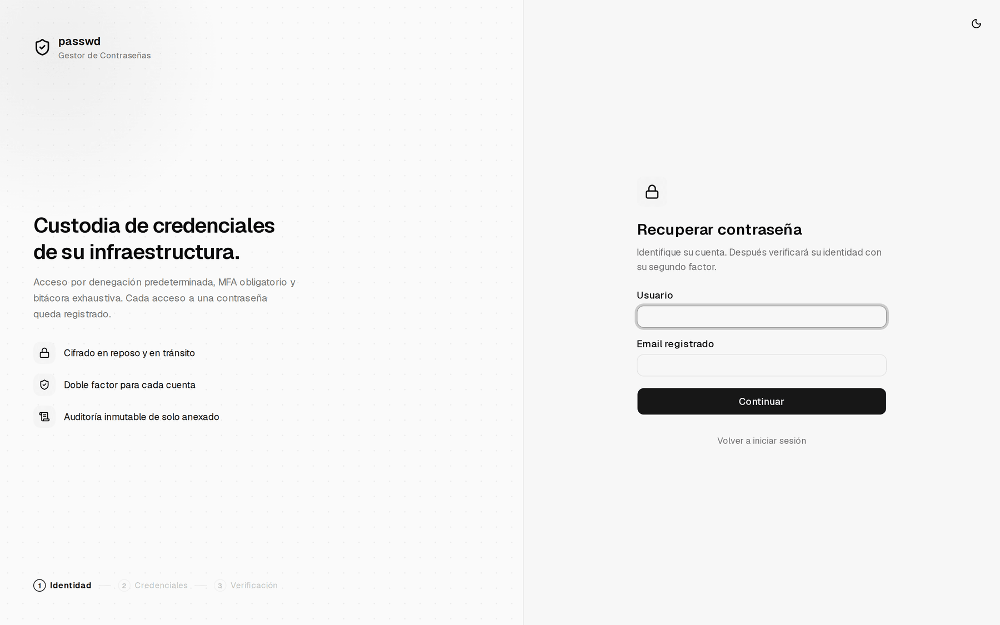 passwd
Gestor de Contraseñas
Custodia de credenciales
de su infraestructura.
Acceso por denegación predeterminada, MFA obligatorio y
bitácora exhaustiva. Cada acceso a una contraseña
queda registrado.
Cifrado en reposo y en tránsito
Doble factor para cada cuenta
Auditoría inmutable de solo anexado
1 Identidad 2 Credenciales 3 Verificación
Recuperar contraseña
Identifique su cuenta. Después verificará su identidad con
su segundo factor.
Usuario
Email registrado
Continuar
Volver a iniciar sesión